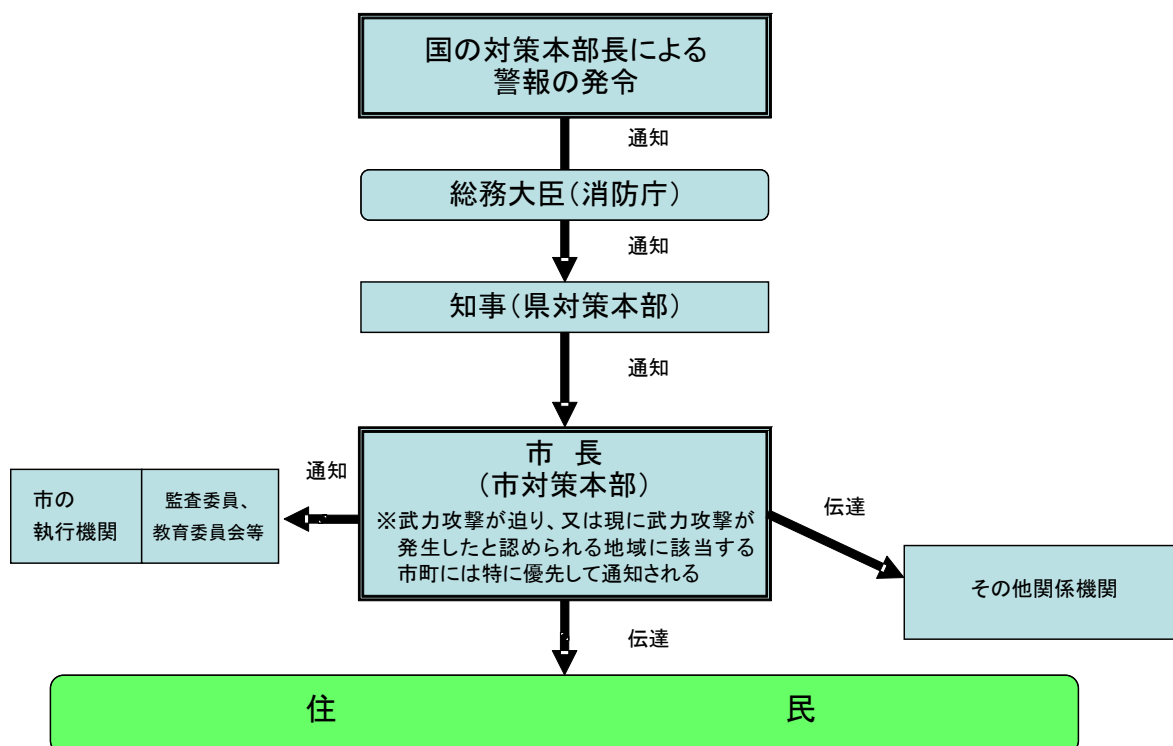 国の対策本部長による
警報の発令
通知
総務大臣(消防庁)
通知
知事(県対策本部)
通知
市 長
(市対策本部)
※武力攻撃が迫り、又は現に武力攻撃が
発生したと認められる地域に該当する
市町には特に優先して通知される
通知
市の
執行機関
監査委員、
教育委員会等
伝達
その他関係機関
伝達
住 民